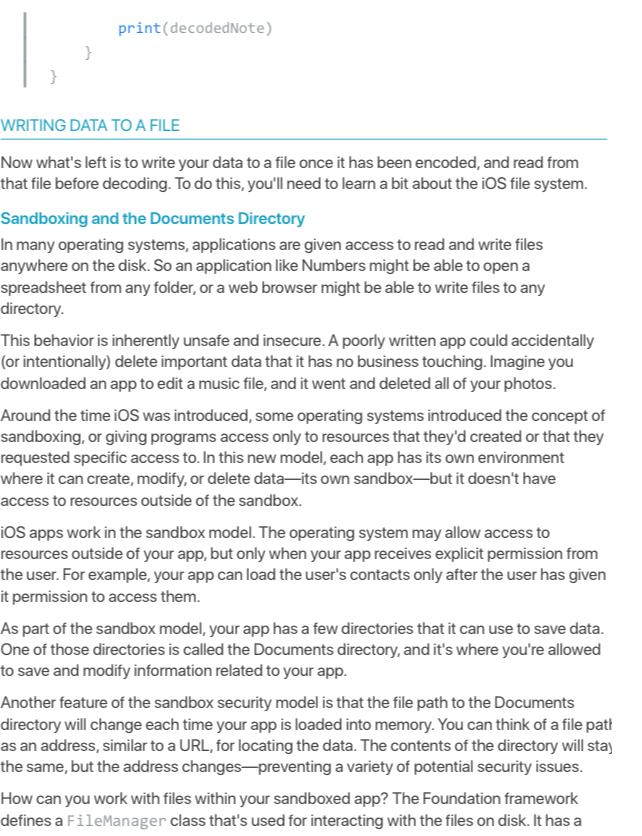 print(decodedNote)
}
}
WRITING DATA TO A FILE
Now what's left is to write your data to a file once it has been encoded, and read from
that file before decoding. To do this, you'll need to learn a bit about the iOS file system.
Sandboxing and the Documents Directory
In many operating systems, applications are given access to read and write files
anywhere on the disk. So an application like Numbers might be able to open a
spreadsheet from any folder, or a web browser might be able to write files to any
directory.
This behavior is inherently unsafe and insecure. A poorly written app could accidentally
(or intentionally) delete important data that it has no business touching. Imagine you
downloaded an app to edit a music file, and it went and deleted all of your photos.
Around the time iOS was introduced, some operating systems introduced the concept of
sandboxing, or giving programs access only to resources that they'd created or that they
requested specific access to. In this new model, each app has its own environment
where it can create, modify, or delete data—its own sandbox—but it doesn't have
access to resources outside of the sandbox.
iOS apps work in the sandbox model. The operating system may allow access to
resources outside of your app, but only when your app receives explicit permission from
the user. For example, your app can load the user's contacts only after the user has given
it permission to access them.
As part of the sandbox model, your app has a few directories that it can use to save data.
One of those directories is called the Documents directory, and it's where you're allowed
to save and modify information related to your app.
Another feature of the sandbox security model is that the file path to the Documents
directory will change each time your app is loaded into memory. You can think of a file path
as an address, similar to a URL, for locating the data. The contents of the directory will stay
the same, but the address changes—preventing a variety of potential security issues.
How can you work with files within your sandboxed app? The Foundation framework
defines a FileManager class that's used for interacting with the files on disk. It has a